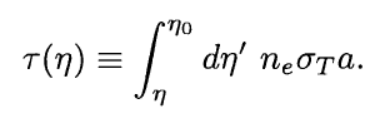 τ(η) ≡ ∫_η^{η₀} dη′ n_e σ_T a.